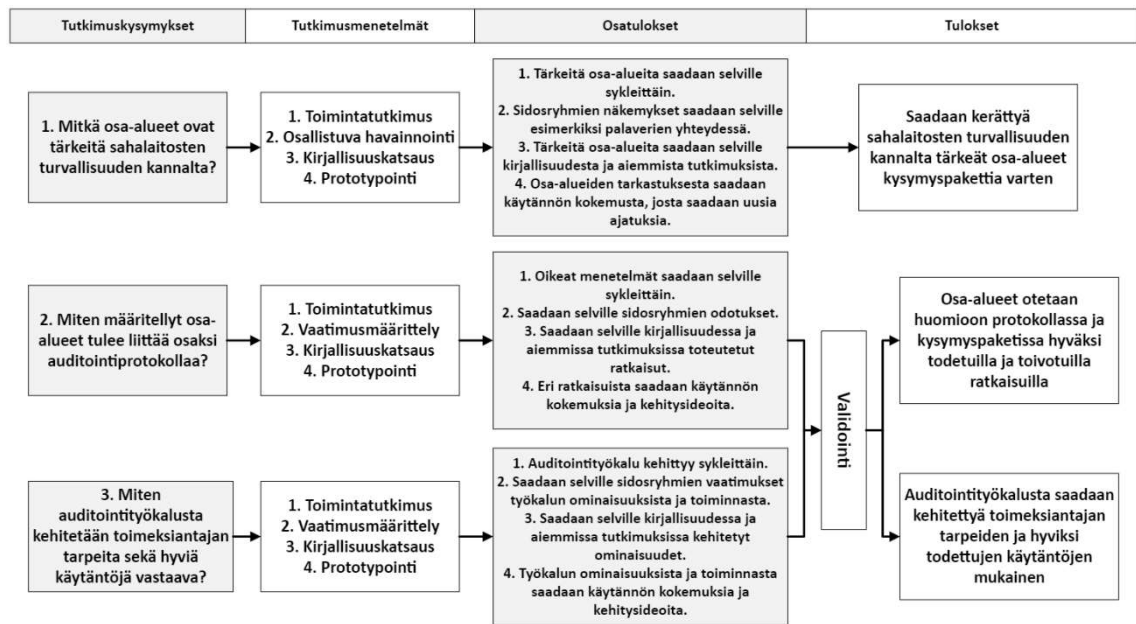 Tutkimuskysymykset
Tutkimusmenetelmät
Osatulokset
Tulokset
1. Mitkä osa-alueet ovat
tärkeitä sahalaitosten
turvallisuuden kannalta?
1. Toimintatutkimus
2. Osallistuva havainnointi
3. Kirjallisuuskatsaus
4. Prototypointi
1. Tärkeitä osa-alueita saadaan selville
sykleittäin.
2. Sidosryhmien näkemykset saadaan selville
esimerkiksi palaverien yhteydessä.
3. Tärkeitä osa-alueita saadaan selville
kirjallisuudesta ja aiemmista tutkimuksista.
4. Osa-alueiden tarkastuksesta saadaan
käytännön kokemusta, josta saadaan uusia
ajatuksia.
Saadaan kerättyä
sahalaitosten turvallisuuden
kannalta tärkeät osa-alueet
kysymyspakettia varten
2. Miten määritellyt osa-
alueet tulee liittää osaksi
auditointiprotokollaa?
1. Toimintatutkimus
2. Vaatimusmäärittely
3. Kirjallisuuskatsaus
4. Prototypointi
1. Oikeat menetelmät saadaan selville
sykleittäin.
2. Saadaan selville sidosryhmien odotukset.
3. Saadaan selville kirjallisuudessa ja
aiemmissa tutkimuksissa toteutetut
ratkaisut.
4. Eri ratkaisuista saadaan käytännön
kokemuksia ja kehitysideoita.
Validointi
Osa-alueet otetaan
huomioon protokollassa ja
kysymyspaketissa hyväksi
todetuilla ja toivotuilla
ratkaisuilla
3. Miten
auditointityökalusta
kehitetään toimeksiantajan
tarpeita sekä hyviä
käytäntöjä vastaava?
1. Toimintatutkimus
2. Vaatimusmäärittely
3. Kirjallisuuskatsaus
4. Prototypointi
1. Auditointityökalu kehittyy sykleittäin.
2. Saadaan selville sidosryhmien vaatimukset
työkalun ominaisuuksista ja toiminnasta.
3. Saadaan selville kirjallisuudessa ja
aiemmissa tutkimuksissa kehitetyt
ominaisuudet.
4. Työkalun ominaisuuksista ja toiminnasta
saadaan käytännön kokemuksia ja
kehitysideoita.
Auditointityökalusta saadaan
kehitettyä toimeksiantajan
tarpeiden ja hyviksi
todettujen käytäntöjen
mukainen